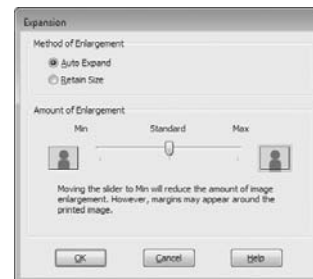 Expansion
Method of Enlargement
Auto Expand
Retain Size
Amount of Enlargement
Min Standard Max
Moving the slider to Min will reduce the amount of image
enlargement. However, margins may appear around the
printed image.
OK Cancel Help